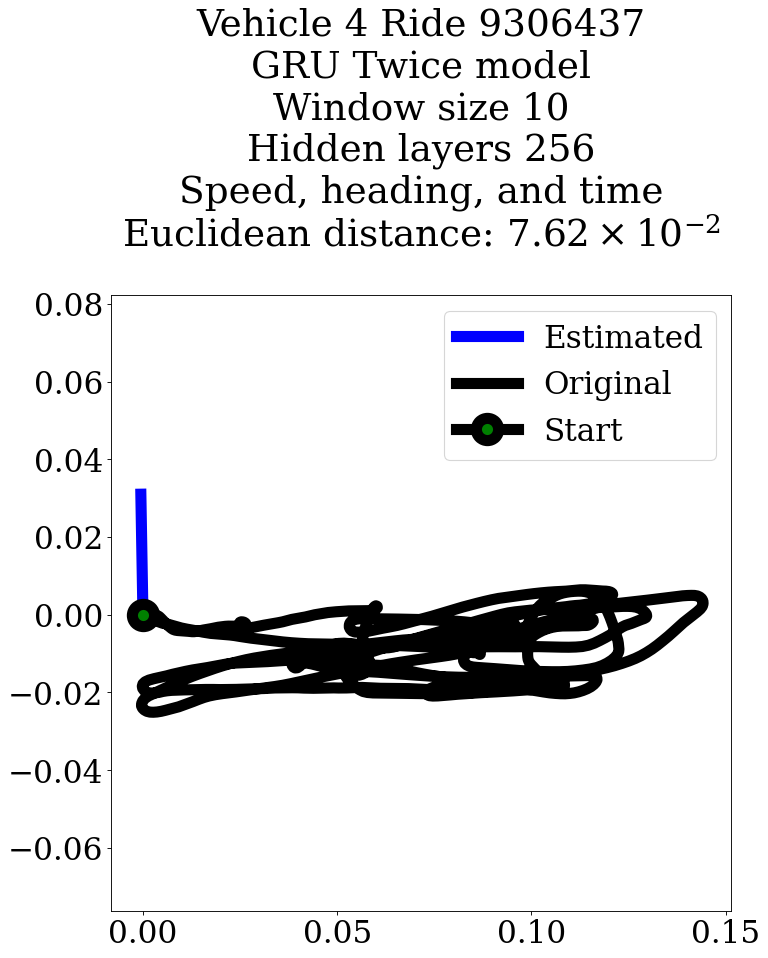 Vehicle 4 Ride 9306437
GRU Twice model
Window size 10
Hidden layers 256
Speed, heading, and time
Euclidean distance: 7.62 × 10⁻²
Estimated
Original
Start
0.08
0.06
0.04
0.02
0.00
−0.02
−0.04
−0.06
0.00 0.05 0.10 0.15